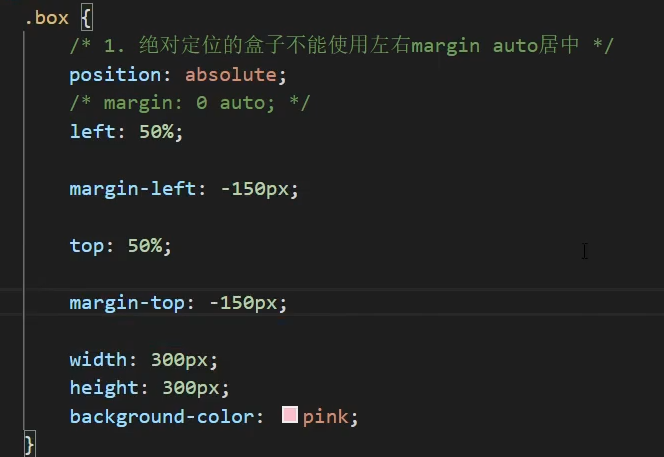 .box {
/* 1. 绝对定位的盒子不能使用左右margin auto居中 */
position: absolute;
/* margin: 0 auto; */
left: 50%;
margin-left: -150px;
top: 50%;
margin-top: -150px;
width: 300px;
height: 300px;
background-color: pink;
}